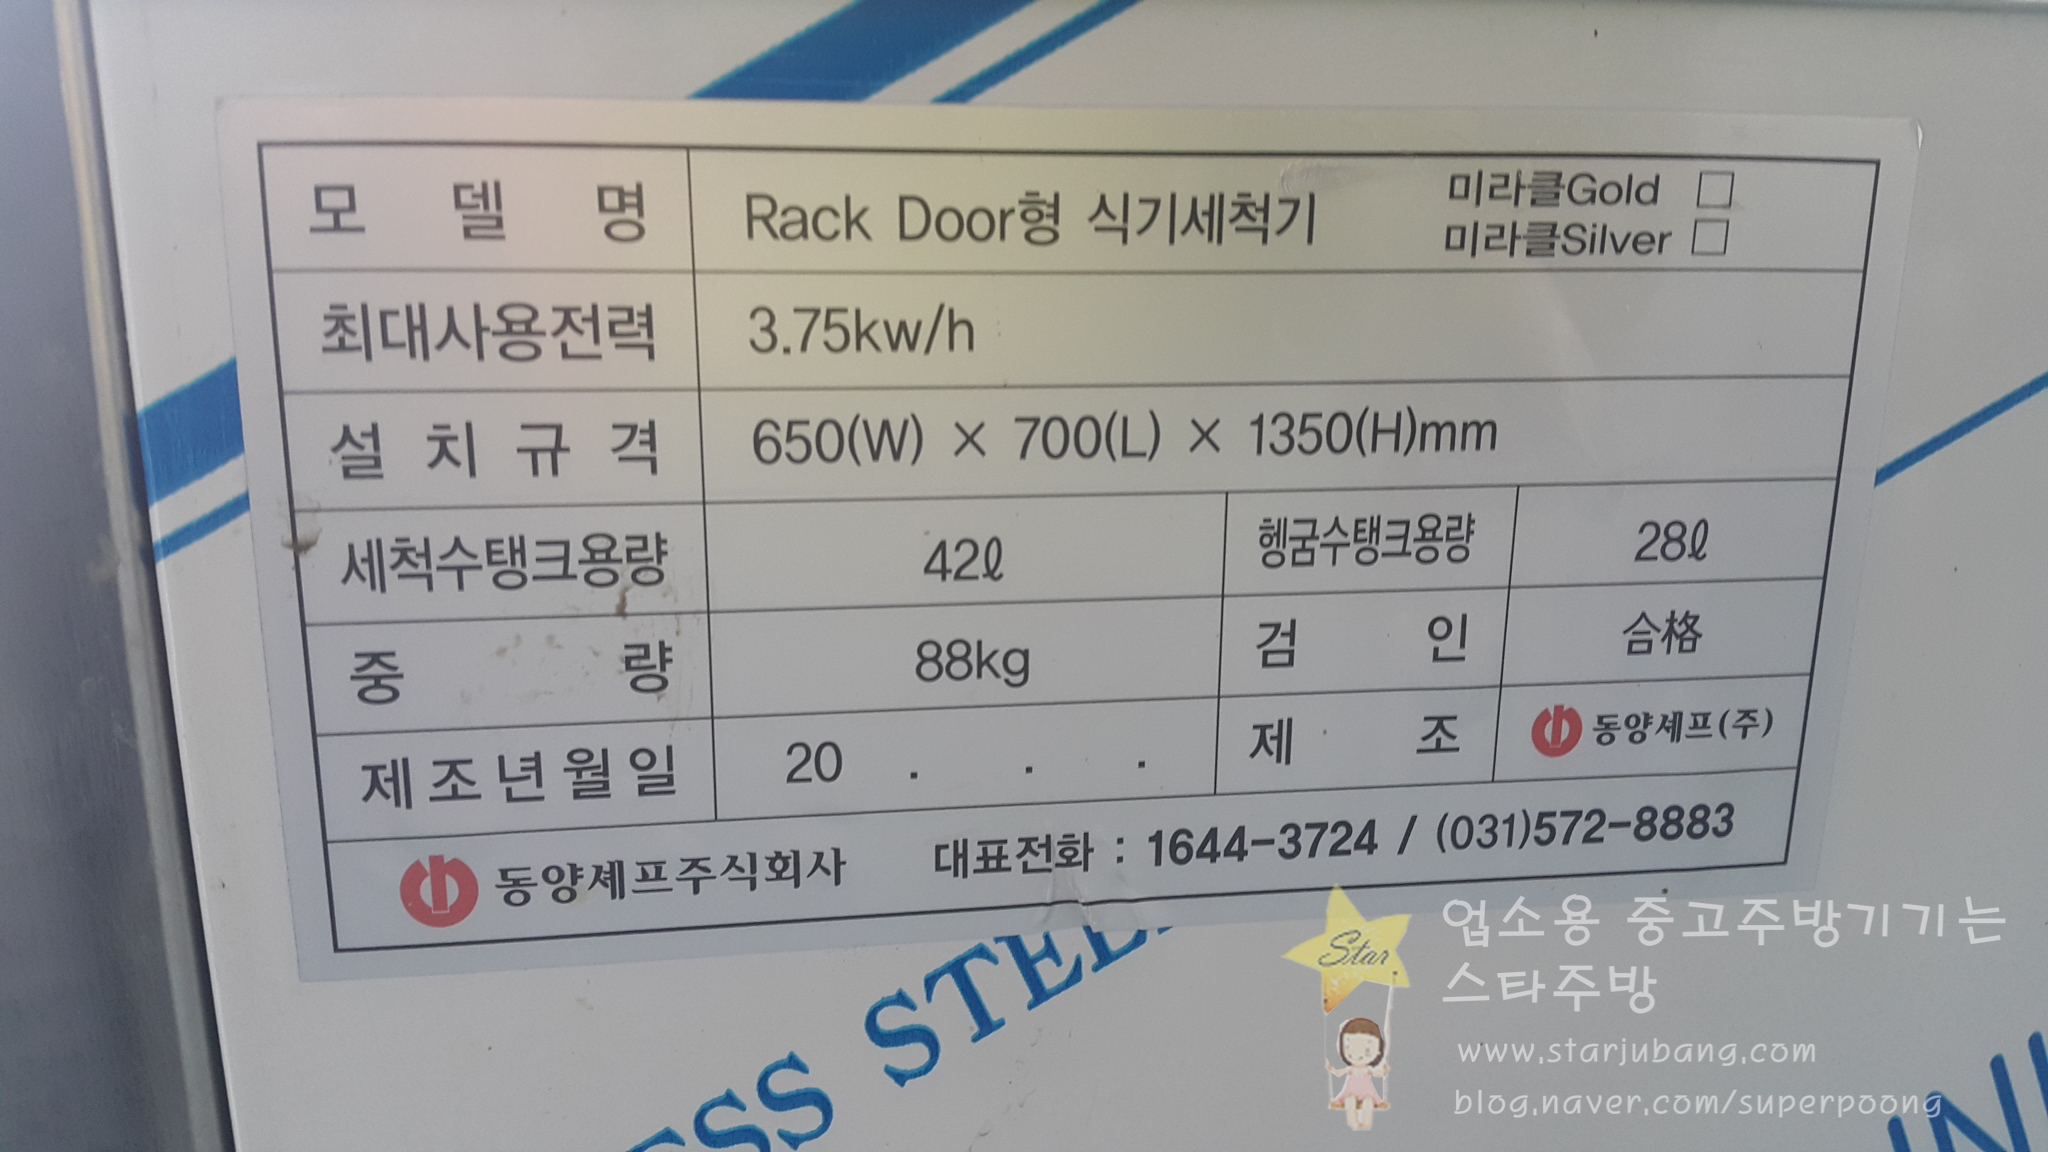 모델명 Rack Door형 식기세척기 미라클Gold □
미라클Silver □
최대사용전력 3.75kw/h
설치규격 650(W) × 700(L) × 1350(H)mm
세척수탱크용량 42ℓ 헹굼수탱크용량 28ℓ
중량 88kg 검인 合格
제조년월일 20 . . . 제조 동양셰프(주)
동양셰프주식회사 대표전화 : 1644-3724 / (031)572-8883
Star
업소용 중고주방기기는
스타주방
www.starjubang.com
blog.naver.com/superpoong
ESS STEEL